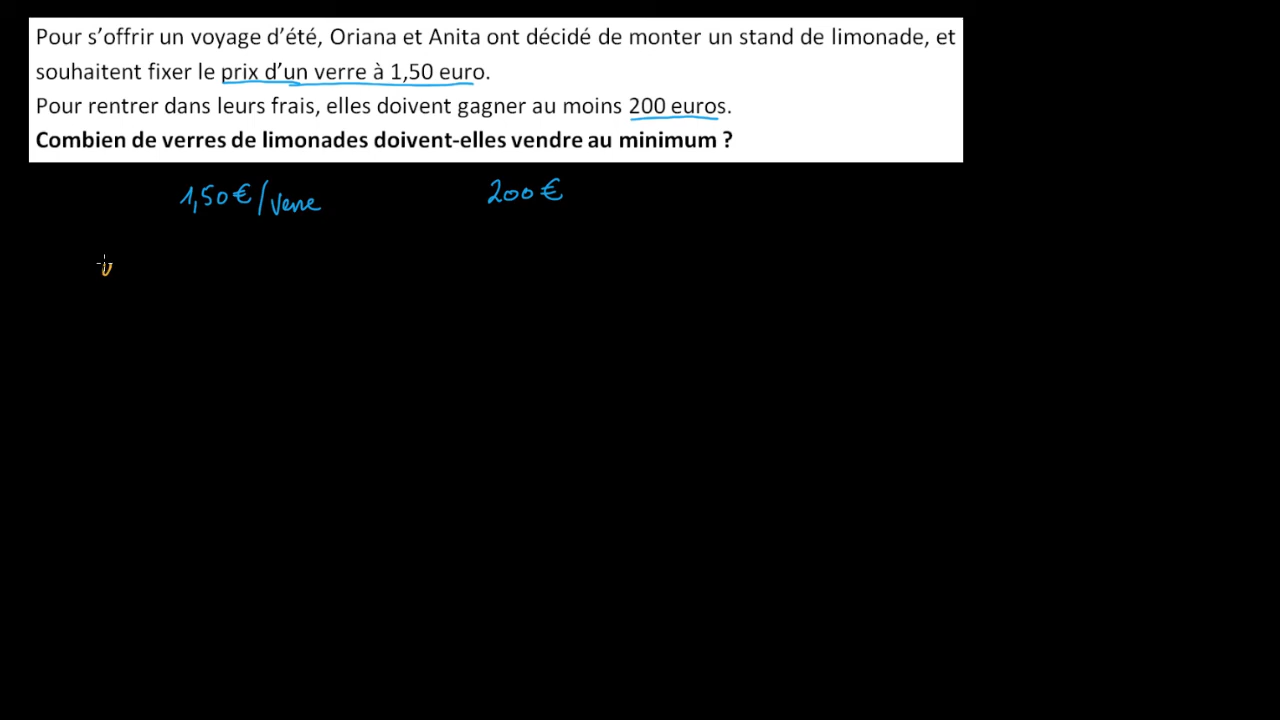 Pour s’offrir un voyage d’été, Oriana et Anita ont décidé de monter un stand de limonade, et
souhaitent fixer le prix d’un verre à 1,50 euro.
Pour rentrer dans leurs frais, elles doivent gagner au moins 200 euros.
Combien de verres de limonades doivent-elles vendre au minimum ?
1,50 € / verre 200 €
v